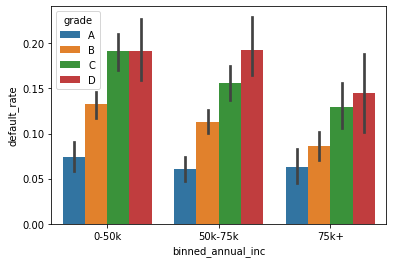 grade
A
B
C
D
0.20
0.15
0.10
0.05
0.00
default_rate
0-50k
50k-75k
75k+
binned_annual_inc